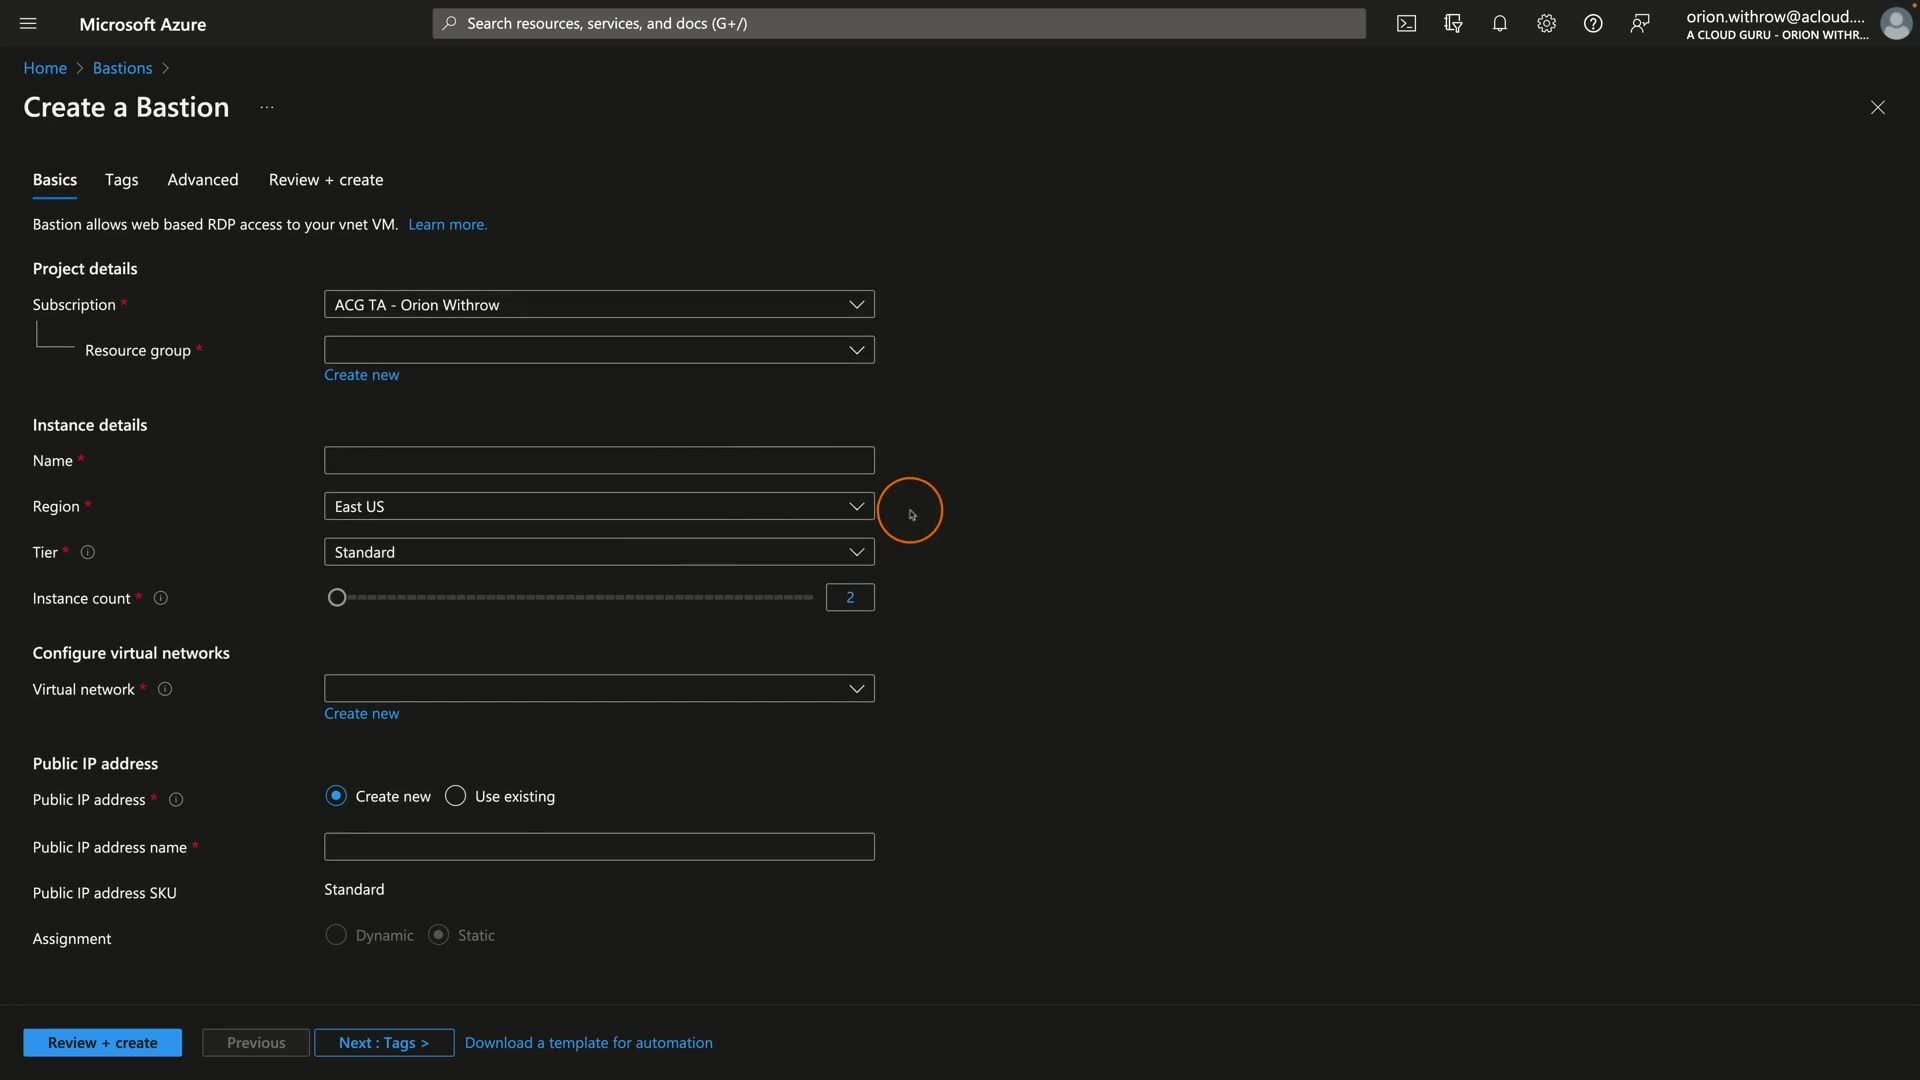 Microsoft Azure
Search resources, services, and docs (G+/)
orion.withrow@acloud....
A CLOUD GURU - ORION WITHR...
Home > Bastions >
Create a Bastion ...
Basics Tags Advanced Review + create
Bastion allows web based RDP access to your vnet VM. Learn more.
Project details
Subscription * ACG TA - Orion Withrow
Resource group *
Create new
Instance details
Name *
Region * East US
Tier * Standard
Instance count * 2
Configure virtual networks
Virtual network *
Create new
Public IP address
Public IP address * Create new Use existing
Public IP address name *
Public IP address SKU Standard
Assignment Dynamic Static
Review + create Previous Next : Tags > Download a template for automation